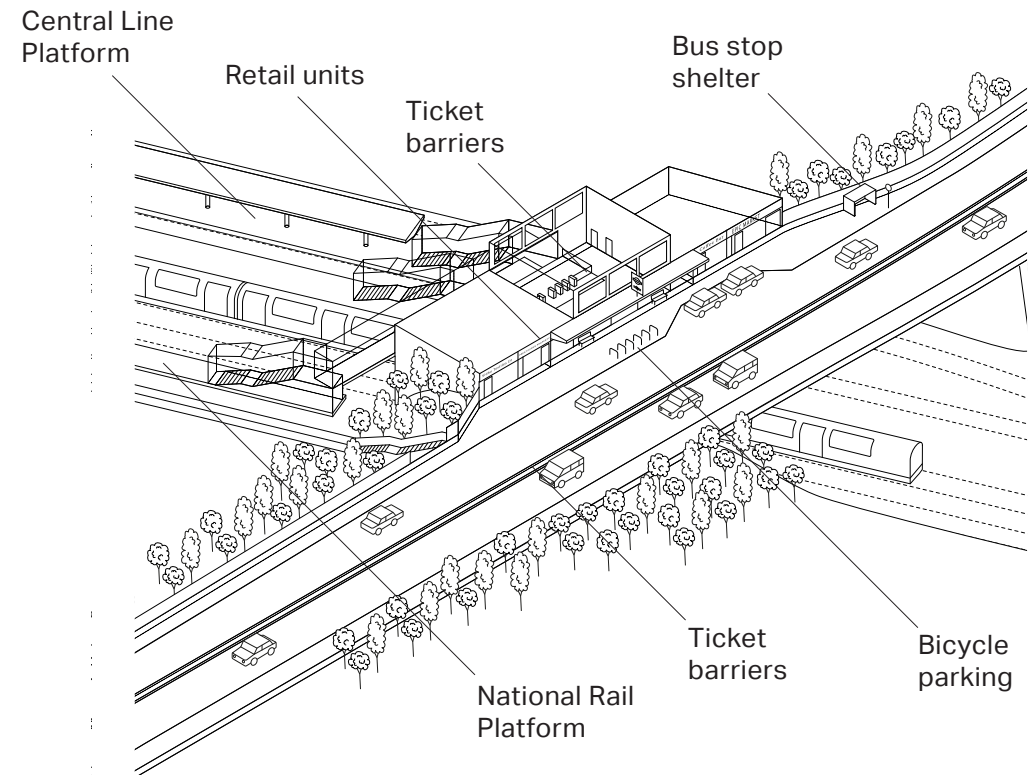 Central Line
Platform
Retail units
Ticket
barriers
Bus stop
shelter
Ticket
barriers
Bicycle
parking
National Rail
Platform